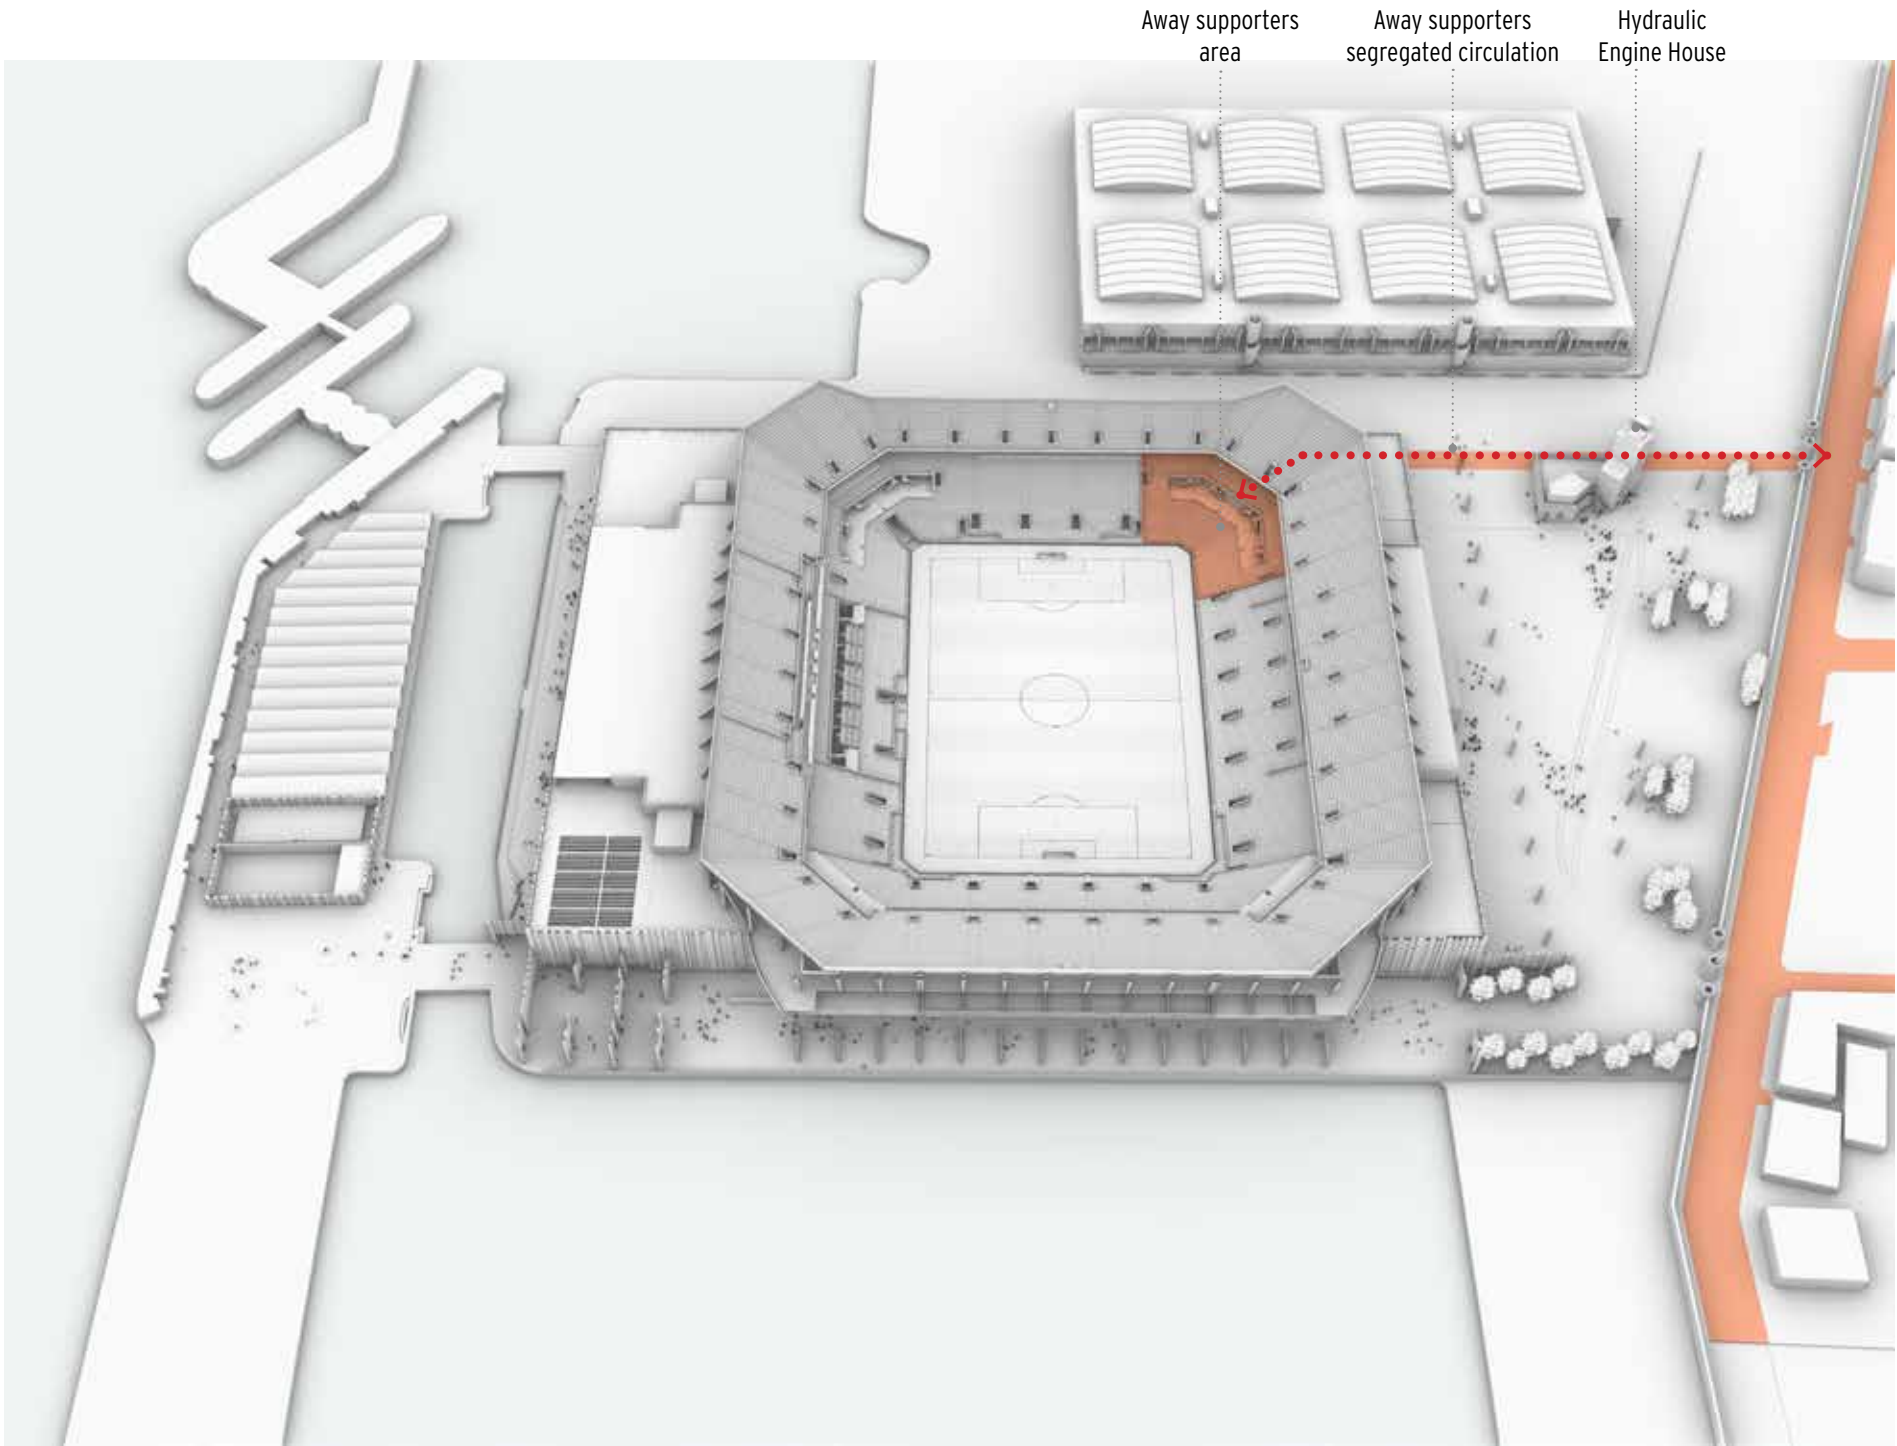 Away supporters
area
Away supporters
segregated circulation
Hydraulic
Engine House